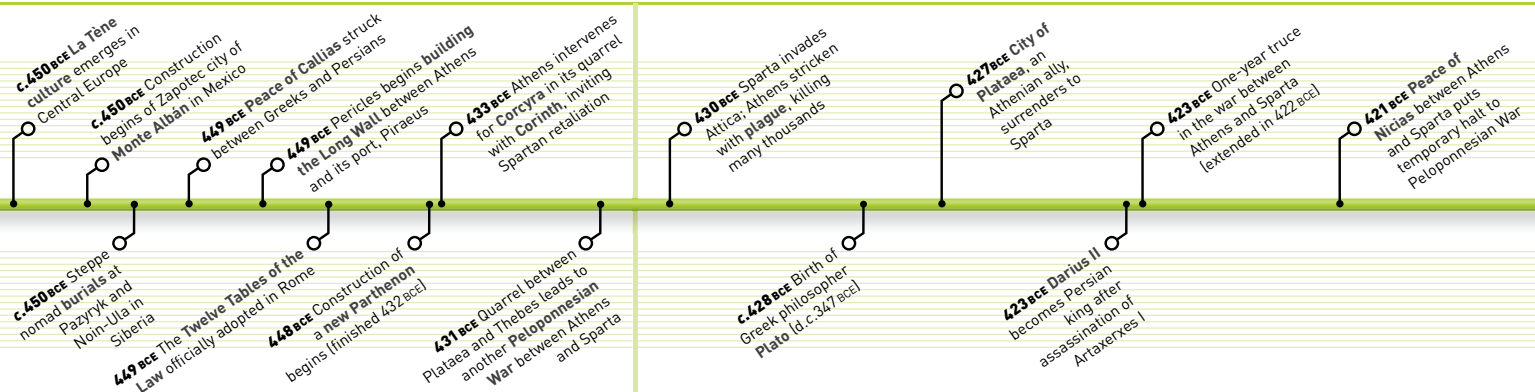 c.450 BCE La Tène
culture emerges in
Central Europe
c.450 BCE Construction
begins of Zapotec city of
Monte Albán in Mexico
449 BCE Peace of Callias struck
between Greeks and Persians
449 BCE Pericles begins building
the Long Wall between Athens
and its port, Piraeus
433 BCE Athens intervenes
for Corcyra in its quarrel
with Corinth, inviting
Spartan retaliation
430 BCE Sparta invades
Attica; Athens stricken
with plague, killing
many thousands
427 BCE City of
Plataea, an
Athenian ally,
surrenders to
Sparta
423 BCE One-year truce
in the war between
Athens and Sparta
(extended in 422 BCE)
421 BCE Peace of
Nicias between Athens
and Sparta puts
temporary halt to
Peloponnesian War
c.450 BCE Steppe
nomad burials at
Pazyryk and
Noin-Ula in
Siberia
449 BCE The Twelve Tables of the
Law officially adopted in Rome
448 BCE Construction of
a new Parthenon
begins (finished 432 BCE)
431 BCE Quarrel between
Plataea and Thebes leads to
another Peloponnesian
War between Athens
and Sparta
c.428 BCE Birth of
Greek philosopher
Plato (d.c.347 BCE)
423 BCE Darius II
becomes Persian
king after
assassination of
Artaxerxes I